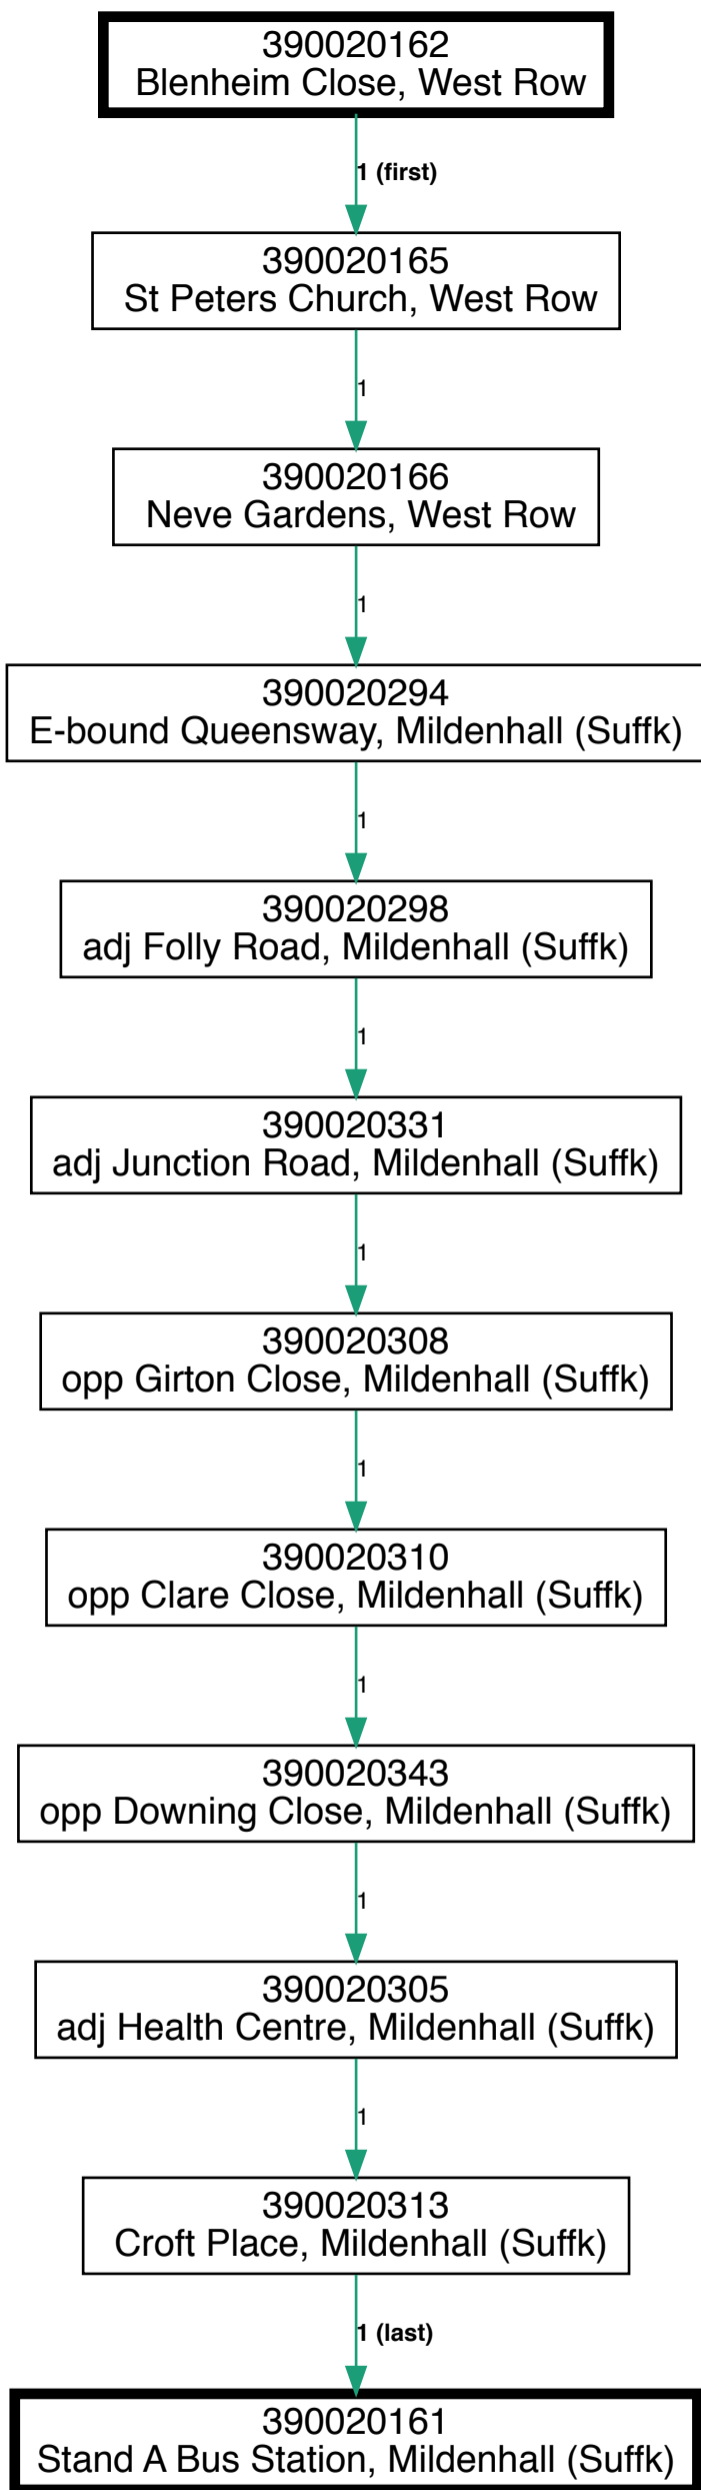 390020162
Blenheim Close, West Row
1 (first)
390020165
St Peters Church, West Row
1
390020166
Neve Gardens, West Row
1
390020294
E-bound Queensway, Mildenhall (Suffk)
1
390020298
adj Folly Road, Mildenhall (Suffk)
1
390020331
adj Junction Road, Mildenhall (Suffk)
1
390020308
opp Girton Close, Mildenhall (Suffk)
1
390020310
opp Clare Close, Mildenhall (Suffk)
1
390020343
opp Downing Close, Mildenhall (Suffk)
1
390020305
adj Health Centre, Mildenhall (Suffk)
1
390020313
Croft Place, Mildenhall (Suffk)
1 (last)
390020161
Stand A Bus Station, Mildenhall (Suffk)